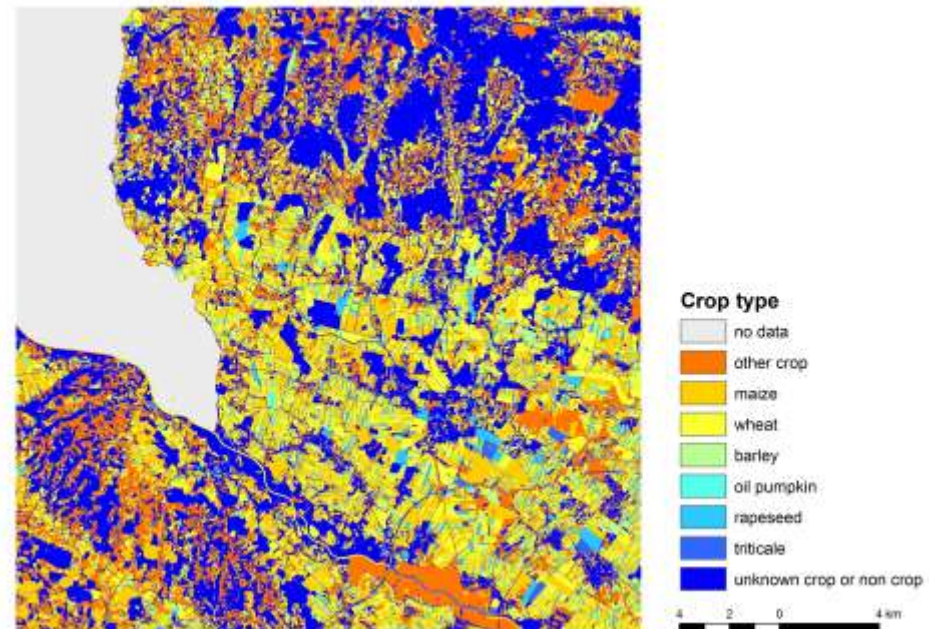 Crop type
no data
other crop
maize
wheat
barley
oil pumpkin
rapeseed
triticale
unknown crop or non crop
4 2 0 4 km